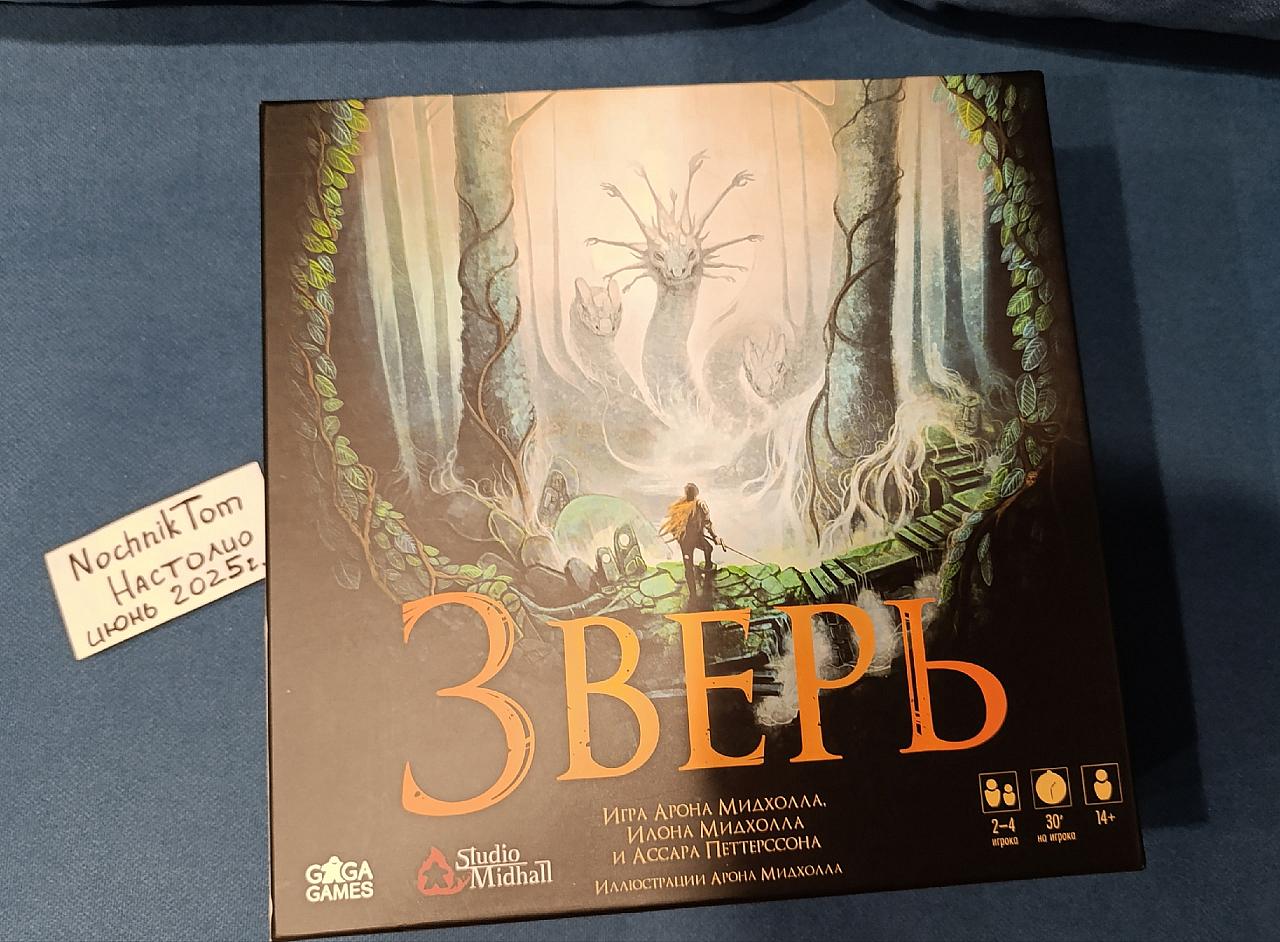 NochnikTom
Настолио
июнь 2025г.
Зверь
Игра Арона Мидхолла,
Илона Мидхолла
и Ассара Петтерссона
Иллюстрации Арона Мидхолла
GAGA
GAMES
Studio
Midhall
2–4
игрока
30'
на игрока
14+